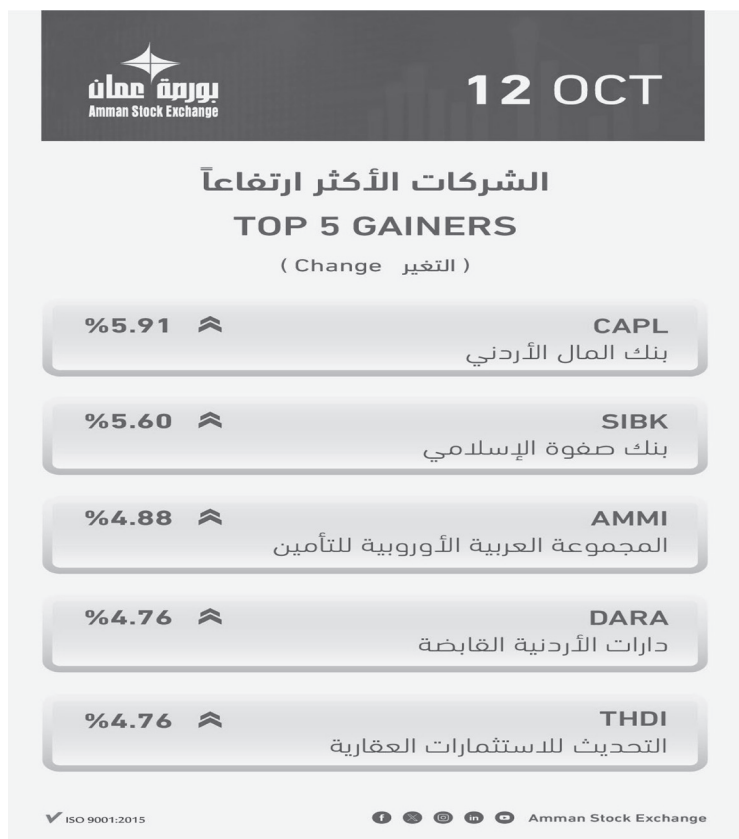 بورصة عمان
Amman Stock Exchange
12 OCT
الشركات الأكثر ارتفاعاً
TOP 5 GAINERS
( التغير Change )
CAPL %5.91
بنك المال الأردني
SIBK %5.60
بنك صفوة الإسلامي
AMMI %4.88
المجموعة العربية الأوروبية للتأمين
DARA %4.76
دارات الأردنية القابضة
THDI %4.76
التحديث للاستثمارات العقارية
ISO 9001:2015
Amman Stock Exchange